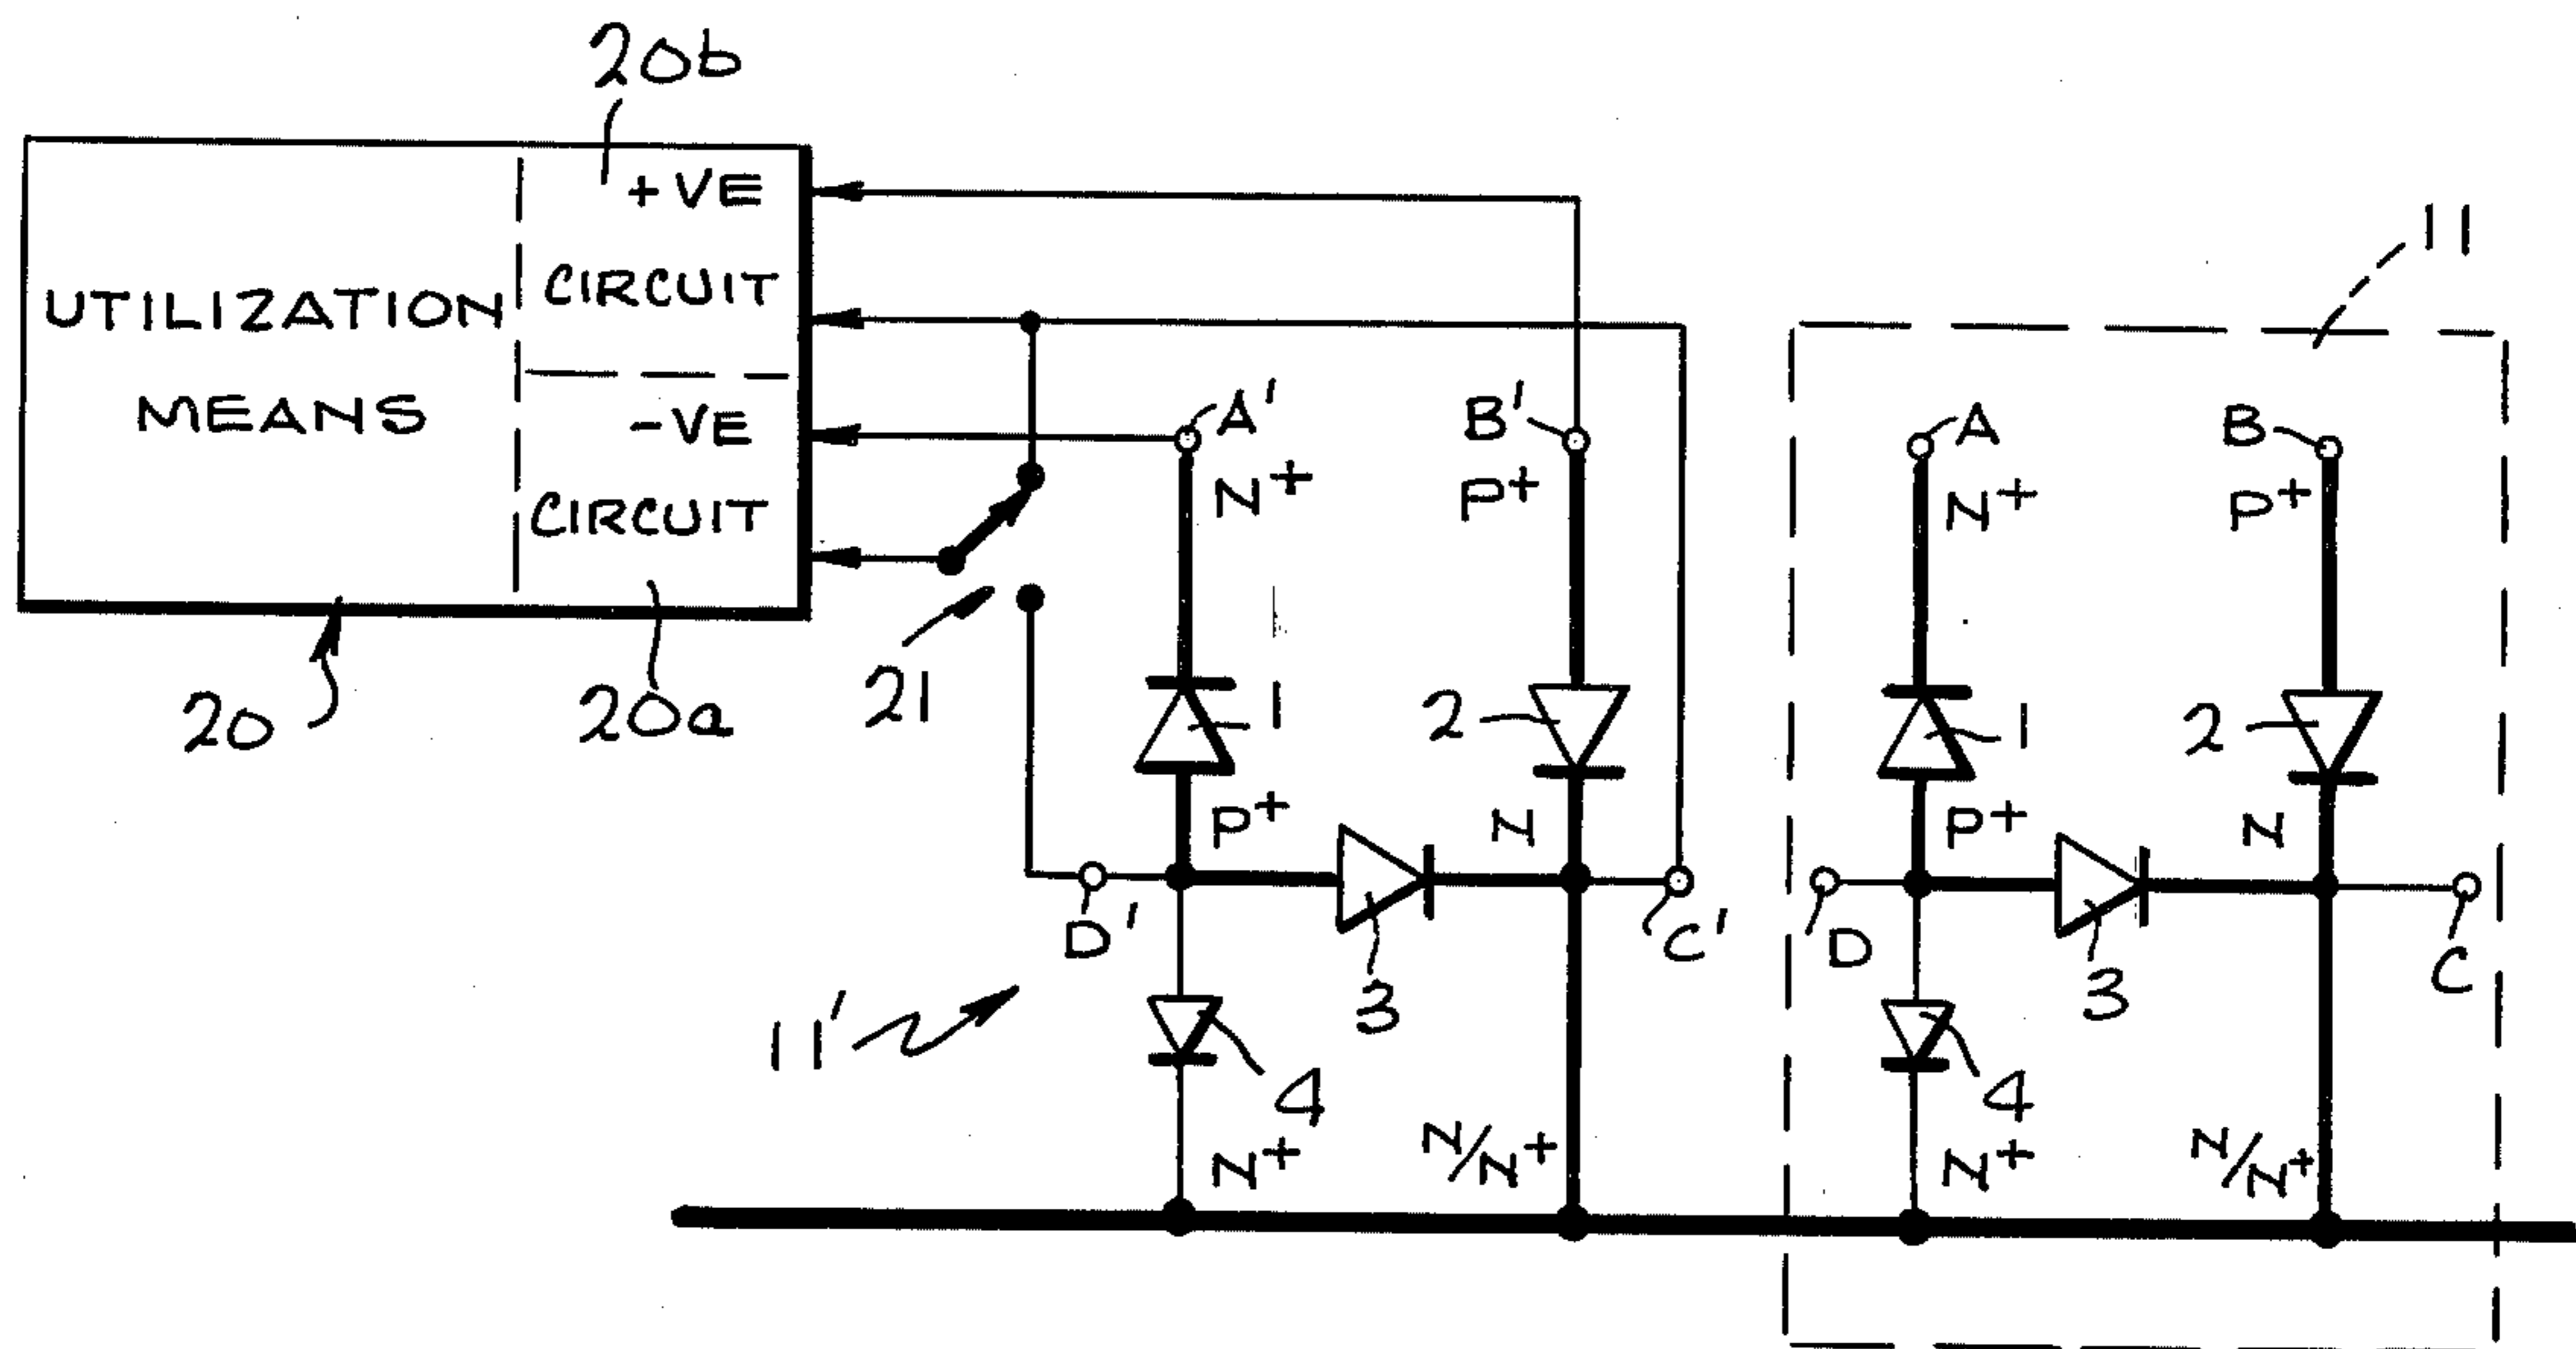 20b
+VE
CIRCUIT
UTILIZATION
MEANS
-VE
CIRCUIT
20
20a
21
A'
N+
B'
P+
1
2
P+
N
D'
3
C'
11'
4
N+
N/N+
11
A
N+
B
P+
1
2
P+
N
D
3
C
4
N+
N/N+